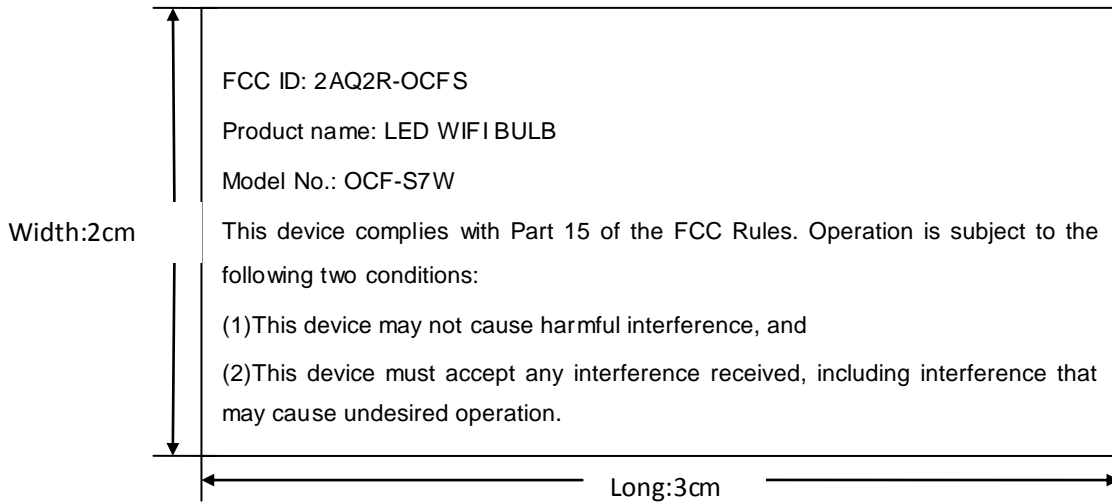 FCC ID: 2AQ2R-OCFS
Product name: LED WIFI BULB
Model No.: OCF-S7W
Width:2cm
This device complies with Part 15 of the FCC Rules. Operation is subject to the
following two conditions:
(1)This device may not cause harmful interference, and
(2)This device must accept any interference received, including interference that
may cause undesired operation.
Long:3cm